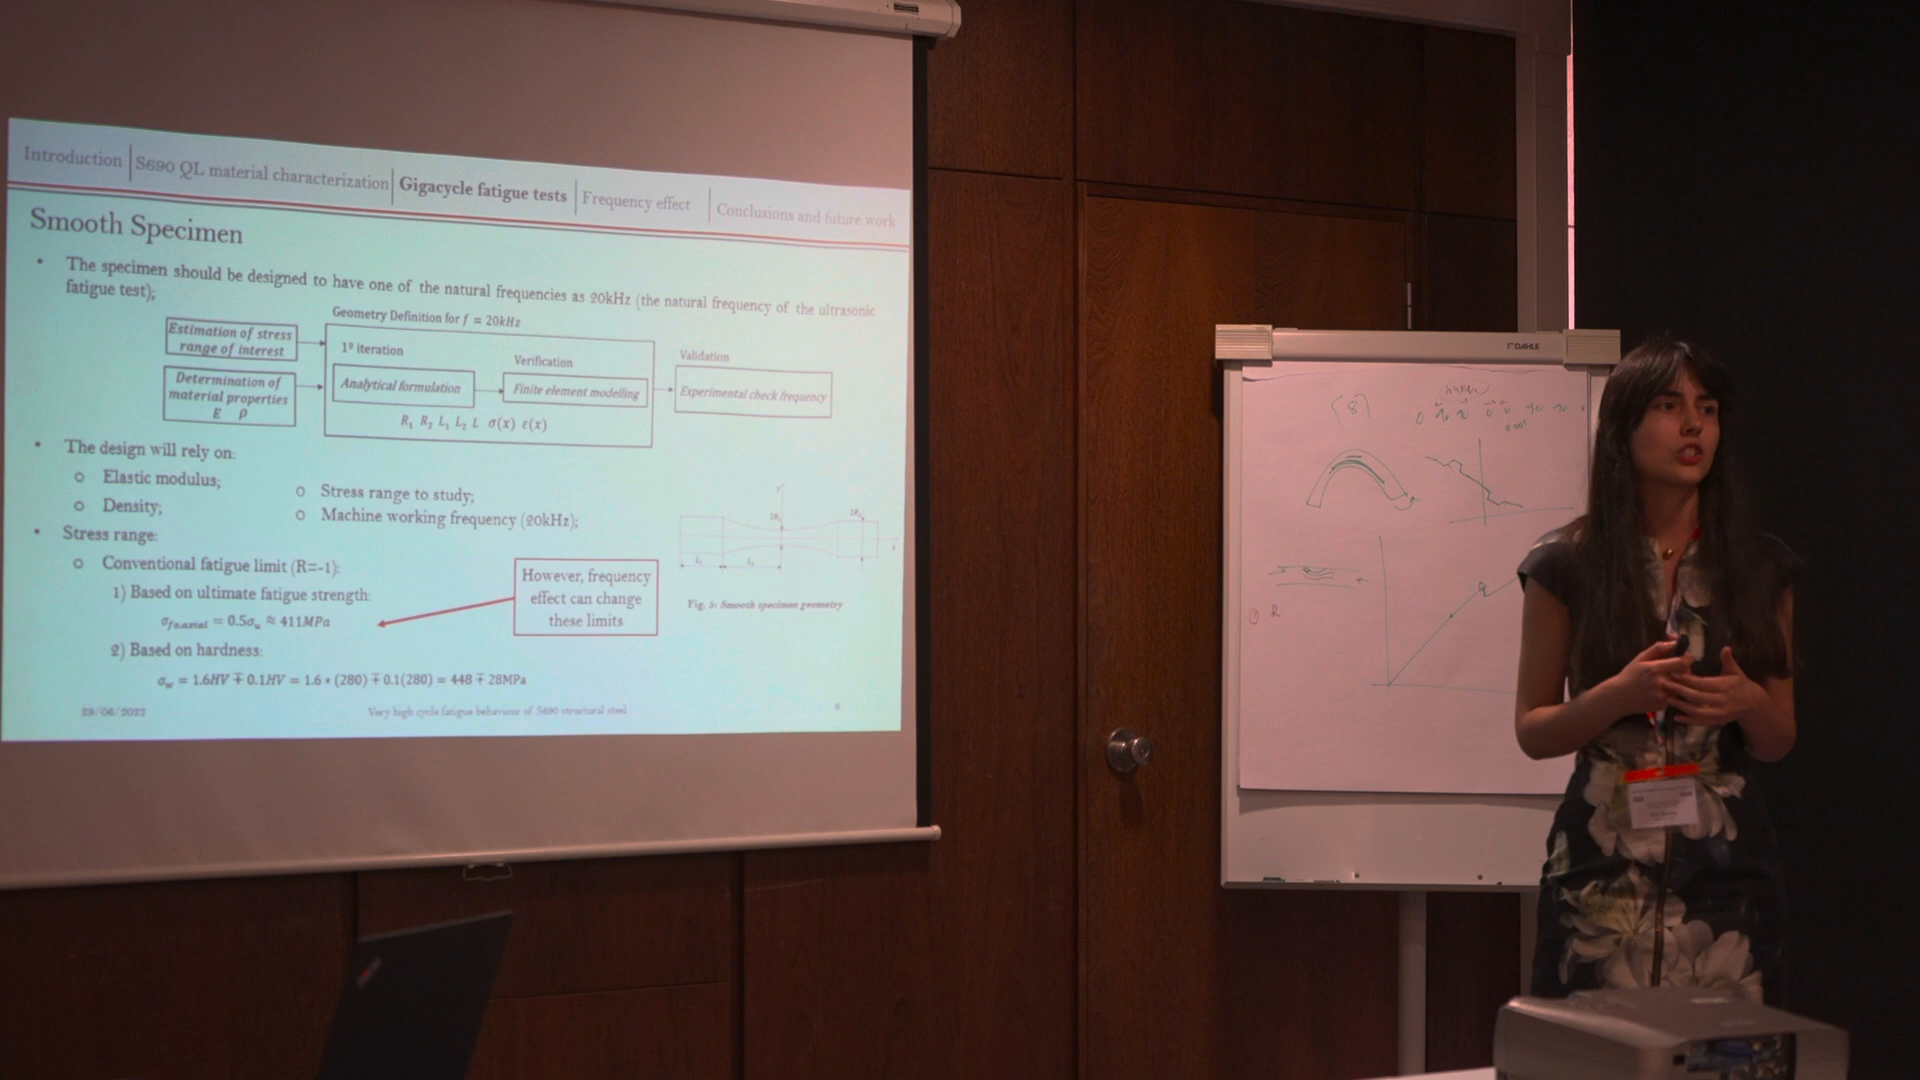 Introduction | S690 QL material characterization | Gigacycle fatigue tests | Frequency effect | Conclusions and future work
Smooth Specimen
• The specimen should be designed to have one of the natural frequencies as 20kHz (the natural frequency of the ultrasonic
fatigue test);
Geometry Definition for f = 20kHz
Estimation of stress
range of interest
Determination of
material properties
E ρ
1º iteration
Analytical formulation
Verification
Finite element modelling
R₁ R₂ L₁ L₂ L σ(x) ε(x)
Validation
Experimental check frequency
• The design will rely on:
o Elastic modulus;
o Density;
o Stress range to study;
o Machine working frequency (20kHz);
• Stress range:
o Conventional fatigue limit (R=-1):
1) Based on ultimate fatigue strength:
= 0.5σᵤ ≈ 411MPa
2) Based on hardness:
σw = 1.6HV ∓ 0.1HV = 1.6 * (280) ∓ 0.1(280) = 448 ∓ 28MPa
However, frequency
effect can change
these limits
Fig. 5: Smooth specimen geometry
29/06/2022
Very high cycle fatigue behaviour of S690 structural steel
6
DAHLE
[8]
R